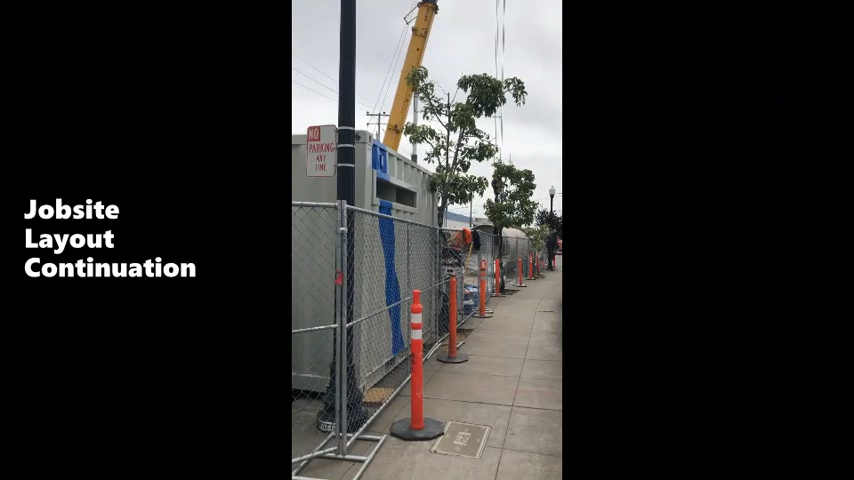 Jobsite
Layout
Continuation
NO
PARKING
ANY
TIME